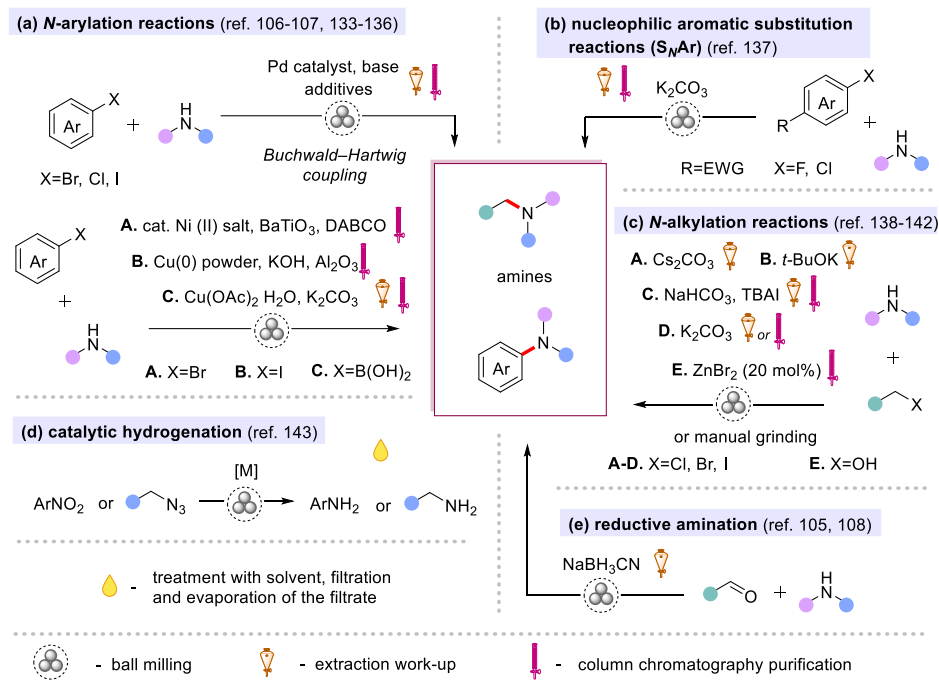 (a) N-arylation reactions (ref. 106-107, 133-136)
X
Ar
+
H
N
X=Br, Cl, I
Pd catalyst, base
additives
Buchwald–Hartwig
coupling
X
Ar
+
H
N
A. cat. Ni (II) salt, BaTiO3, DABCO
B. Cu(0) powder, KOH, Al2O3
C. Cu(OAc)2 H2O, K2CO3
A. X=Br B. X=I C. X=B(OH)2
(b) nucleophilic aromatic substitution
reactions (SNAr) (ref. 137)
K2CO3
X
Ar
R
+
H
N
R=EWG X=F, Cl
N
amines
N
Ar
(c) N-alkylation reactions (ref. 138-142)
A. Cs2CO3 B. t-BuOK
C. NaHCO3, TBAI
D. K2CO3 or
E. ZnBr2 (20 mol%)
H
N
+
X
or manual grinding
A-D. X=Cl, Br, I E. X=OH
(d) catalytic hydrogenation (ref. 143)
[M]
ArNO2 or N3 ArNH2 or NH2
(e) reductive amination (ref. 105, 108)
NaBH3CN
O
+
H
N
- treatment with solvent, filtration
and evaporation of the filtrate
- ball milling - extraction work-up - column chromatography purification